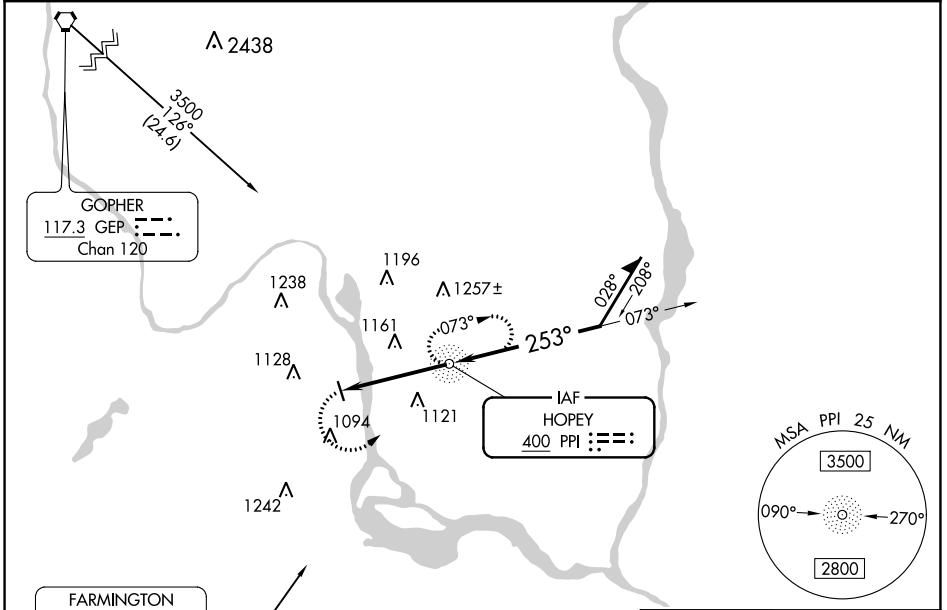 2438
3500
126°
(24.6)
GOPHER
117.3 GEP
Chan 120
1196
1238
1257±
028°
208°
073°
1161
073°
253°
1128
IAF
HOPEY
400 PPI
1094
1121
MSA PPI 25 NM
3500
090°
270°
2800
1242
FARMINGTON